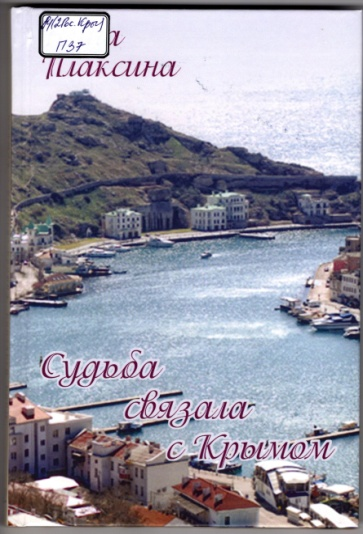 П37
а
Плаксина
Судьба
связала
с Крымом